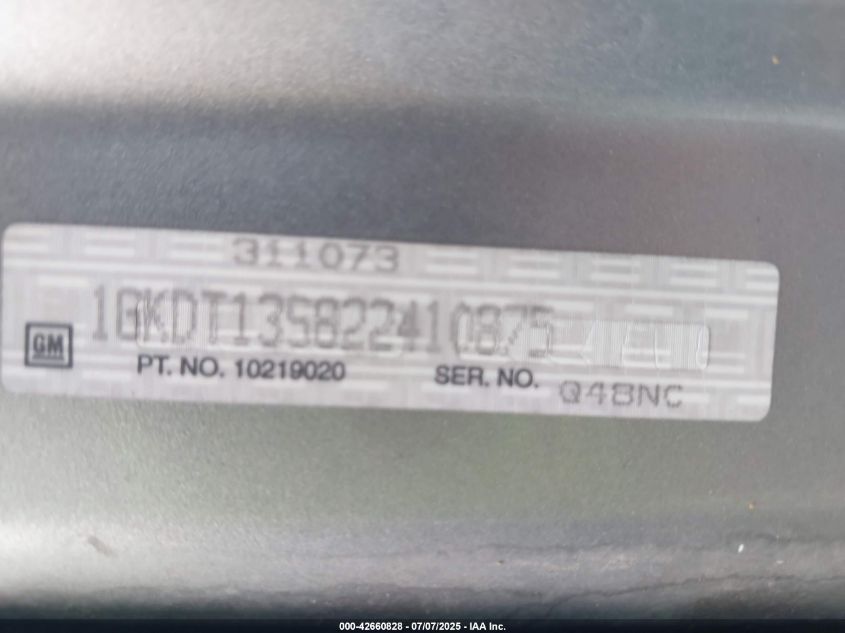 311073
1GKDT13S822410875
GM
PT. NO. 10219020 SER. NO. Q48NC
000-42660828 - 07/07/2025 - IAA Inc.